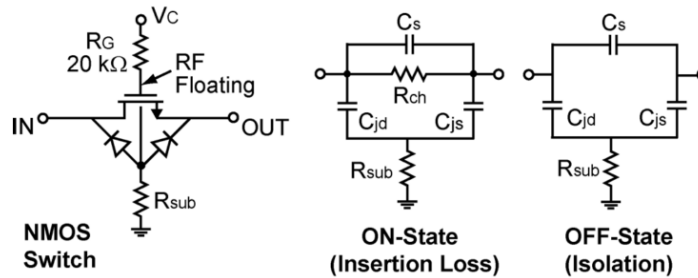 VC
RG
20 kΩ
RF
Floating
IN
OUT
Rsub
NMOS
Switch
Cs
Rch
Cjd
Cjs
Rsub
ON-State
(Insertion Loss)
Cs
Cjd
Cjs
Rsub
OFF-State
(Isolation)